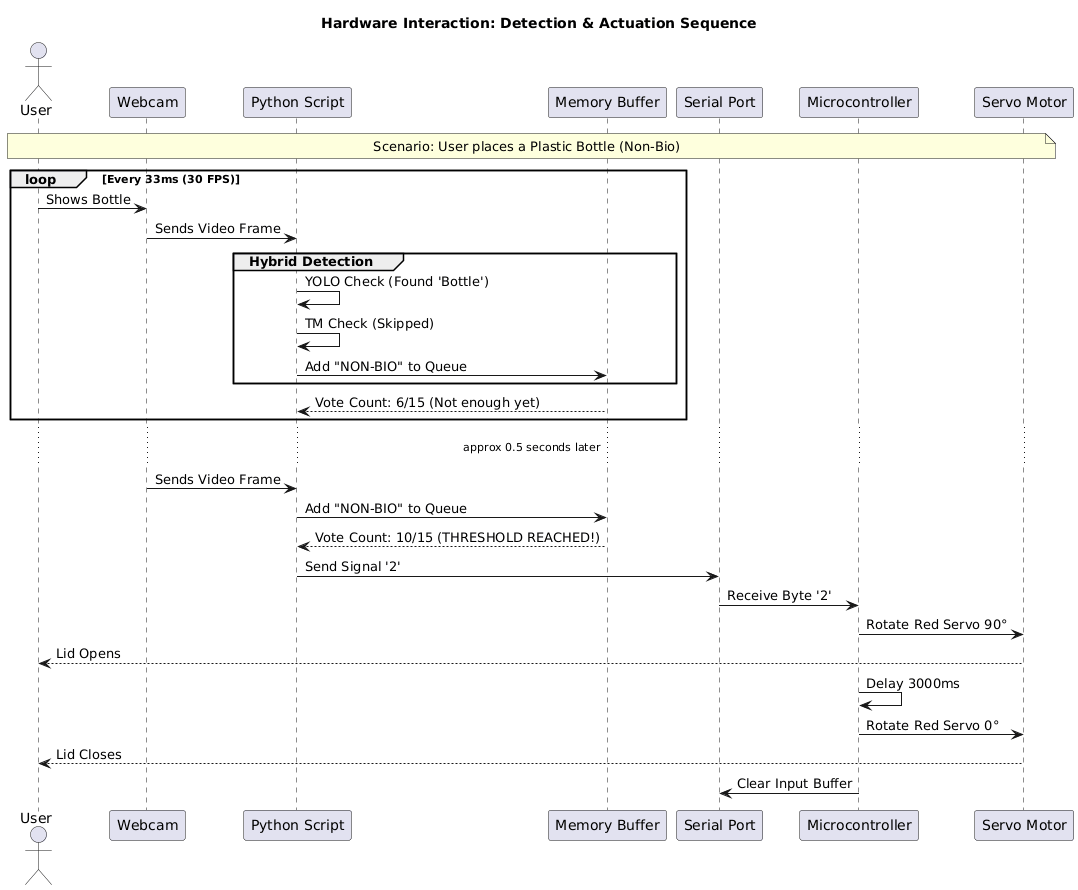 Hardware Interaction: Detection & Actuation Sequence
User
Webcam
Python Script
Memory Buffer
Serial Port
Microcontroller
Servo Motor
Scenario: User places a Plastic Bottle (Non-Bio)
loop [Every 33ms (30 FPS)]
Shows Bottle
Sends Video Frame
Hybrid Detection
YOLO Check (Found 'Bottle')
TM Check (Skipped)
Add "NON-BIO" to Queue
Vote Count: 6/15 (Not enough yet)
approx 0.5 seconds later
Sends Video Frame
Add "NON-BIO" to Queue
Vote Count: 10/15 (THRESHOLD REACHED!)
Send Signal '2'
Receive Byte '2'
Rotate Red Servo 90°
Lid Opens
Delay 3000ms
Rotate Red Servo 0°
Lid Closes
Clear Input Buffer
User
Webcam
Python Script
Memory Buffer
Serial Port
Microcontroller
Servo Motor